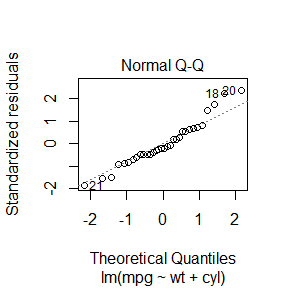 Normal Q-Q
Standardized residuals
2
1
0
-2
18
20
21
-2 -1 0 1 2
Theoretical Quantiles
lm(mpg ~ wt + cyl)